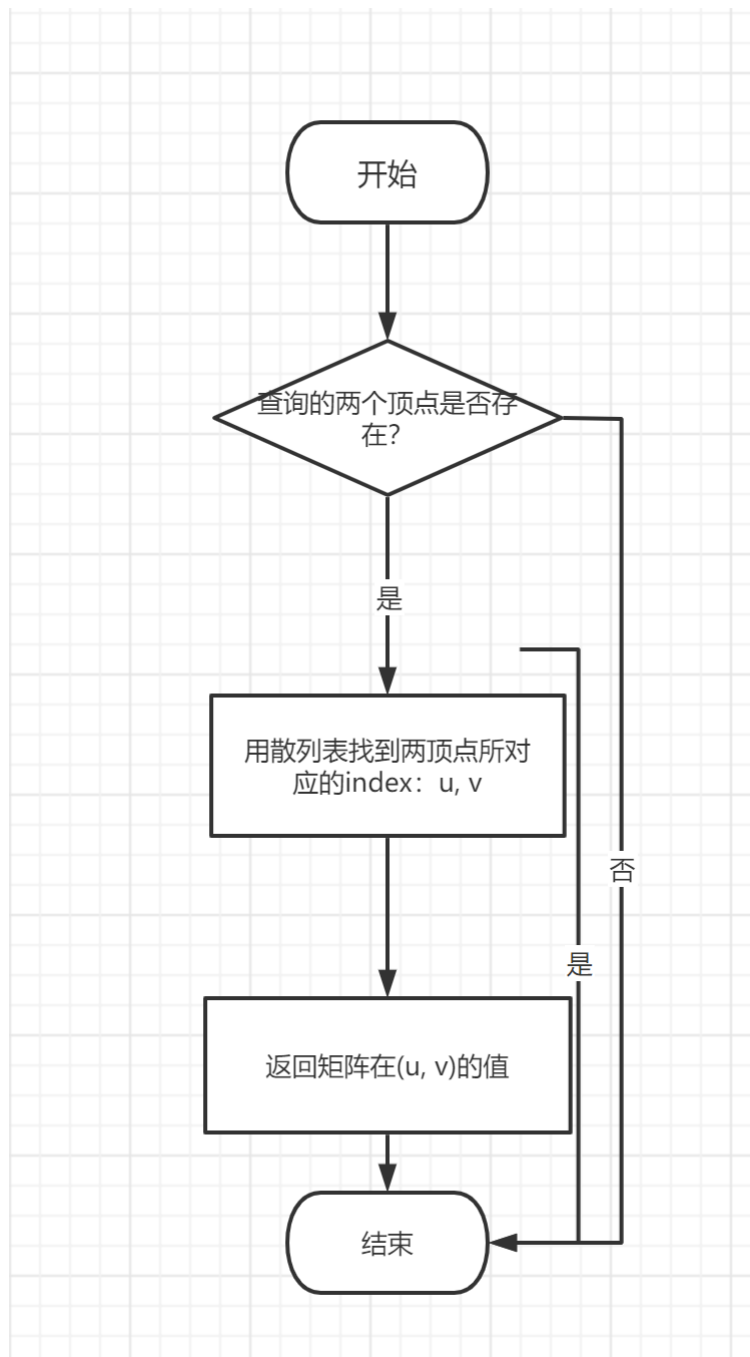 开始
查询的两个顶点是否存
在？
是
用散列表找到两顶点所对
应的index：u, v
否
是
返回矩阵在(u, v)的值
结束